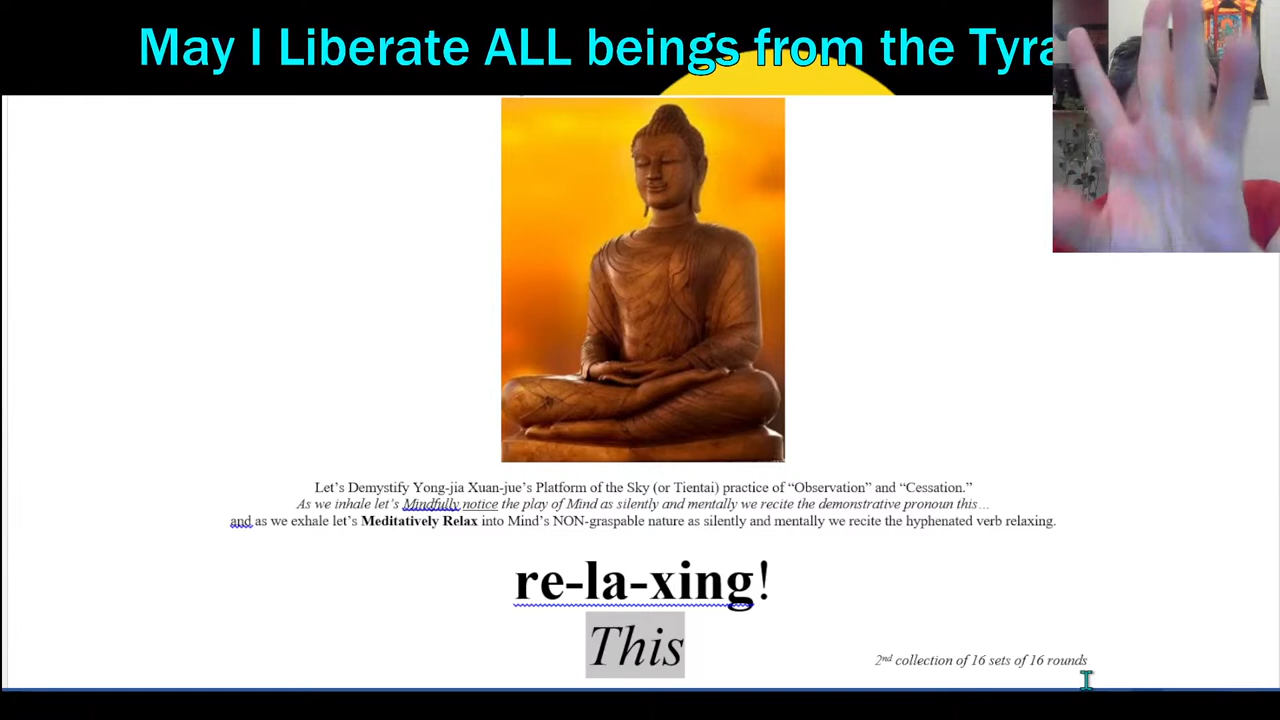 May I Liberate ALL beings from the
Let's Demystify Yong-jia Xuan-jue's Platform of the Sky (or Tientai) practice of “Observation” and “Cessation.”
As we inhale let's Mindfully notice the play of Mind as silently and mentally we recite the demonstrative pronoun this…
and as we exhale let's Meditatively Relax into Mind's NON-graspable nature as silently and mentally we recite the hyphenated verb relaxing.
re-la-xing!
This
2nd collection of 16 sets of 16 rounds